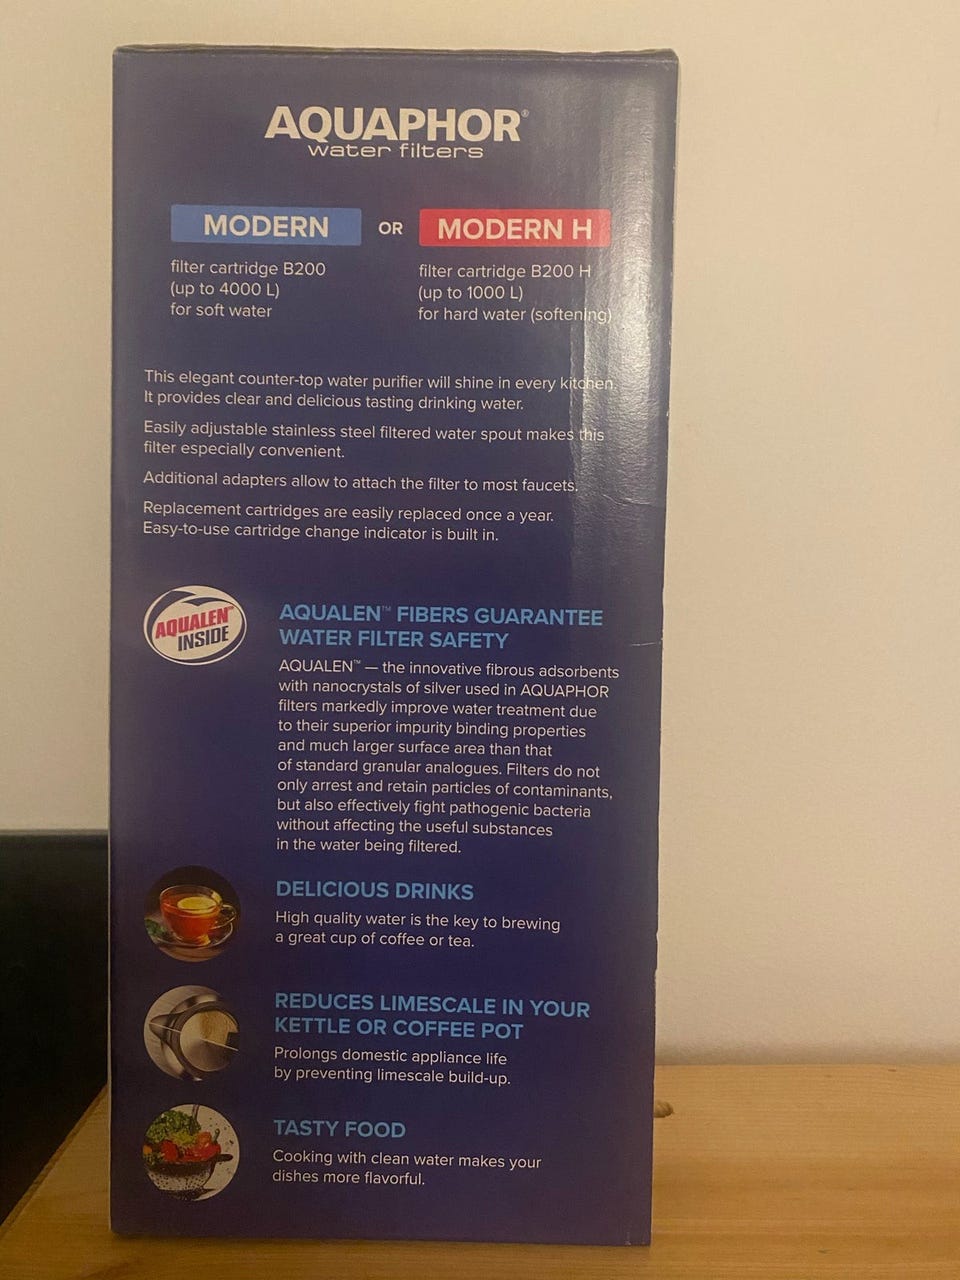 AQUAPHOR®
water filters
MODERN OR MODERN H
filter cartridge B200
(up to 4000 L)
for soft water
filter cartridge B200 H
(up to 1000 L)
for hard water (softening)
This elegant counter-top water purifier will shine in every kitchen.
It provides clear and delicious tasting drinking water.
Easily adjustable stainless steel filtered water spout makes this
filter especially convenient.
Additional adapters allow to attach the filter to most faucets.
Replacement cartridges are easily replaced once a year.
Easy-to-use cartridge change indicator is built in.
AQUALEN™
INSIDE
AQUALEN™ FIBERS GUARANTEE
WATER FILTER SAFETY
AQUALEN™ — the innovative fibrous adsorbents
with nanocrystals of silver used in AQUAPHOR
filters markedly improve water treatment due
to their superior impurity binding properties
and much larger surface area than that
of standard granular analogues. Filters do not
only arrest and retain particles of contaminants,
but also effectively fight pathogenic bacteria
without affecting the useful substances
in the water being filtered.
DELICIOUS DRINKS
High quality water is the key to brewing
a great cup of coffee or tea.
REDUCES LIMESCALE IN YOUR
KETTLE OR COFFEE POT
Prolongs domestic appliance life
by preventing limescale build-up.
TASTY FOOD
Cooking with clean water makes your
dishes more flavorful.